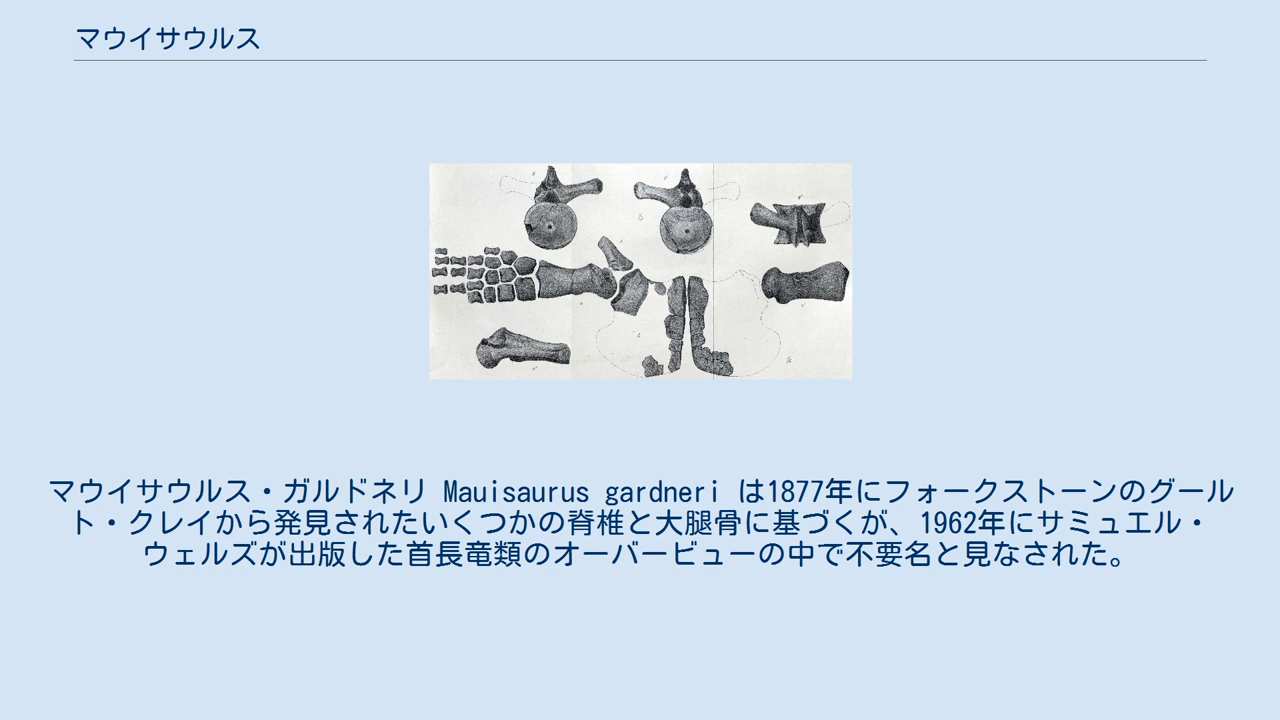 マウイサウルス
マウイサウルス・ガルドネリ Mauisaurus gardneri は1877年にフォークストーンのグール
ト・クレイから発見されたいくつかの脊椎と大腿骨に基づくが、1962年にサミュエル・
ウェルズが出版した首長竜類のオーバービューの中で不要名と見なされた。